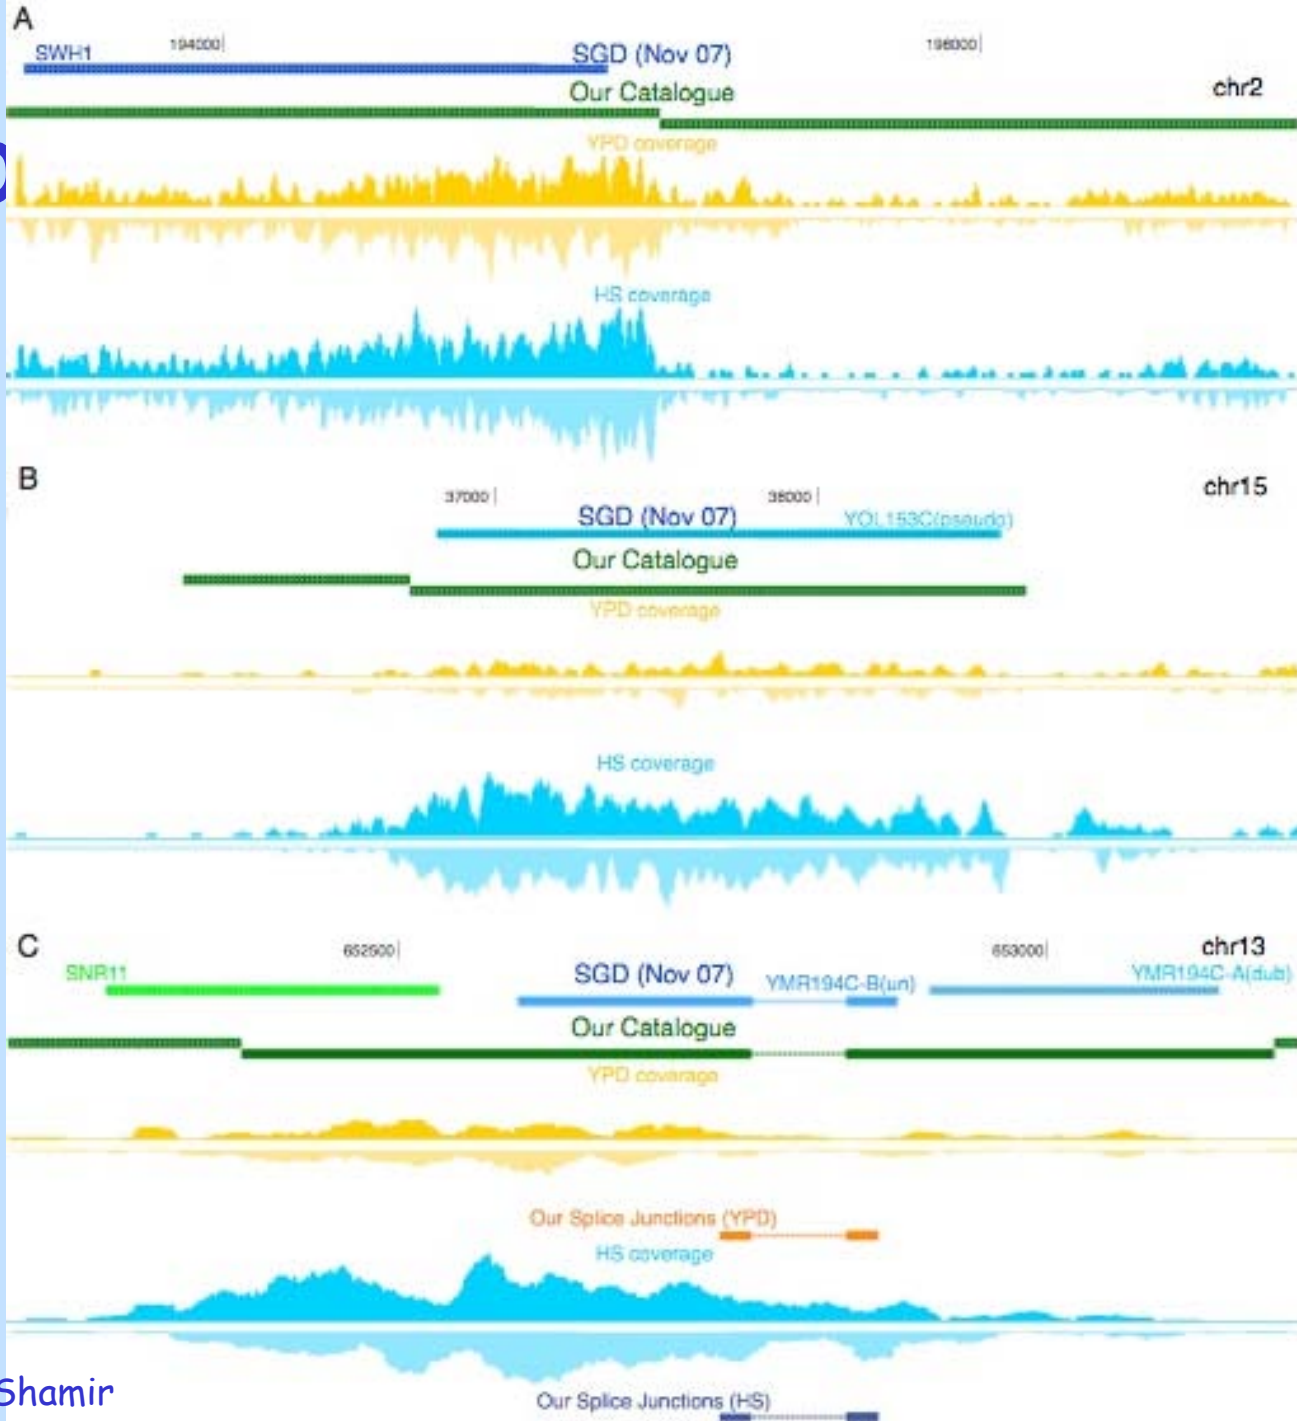 A
SWH1
194000
SGD (Nov 07)
196000
chr2
Our Catalogue
YPD coverage
HS coverage
B
37000
38000
chr15
SGD (Nov 07)
YOL153C(pseudo)
Our Catalogue
YPD coverage
HS coverage
C
652500
653000
chr13
SNR11
SGD (Nov 07)
YMR194C-B(un)
YMR194C-A(dub)
Our Catalogue
YPD coverage
Our Splice Junctions (YPD)
HS coverage
Shamir
Our Splice Junctions (HS)